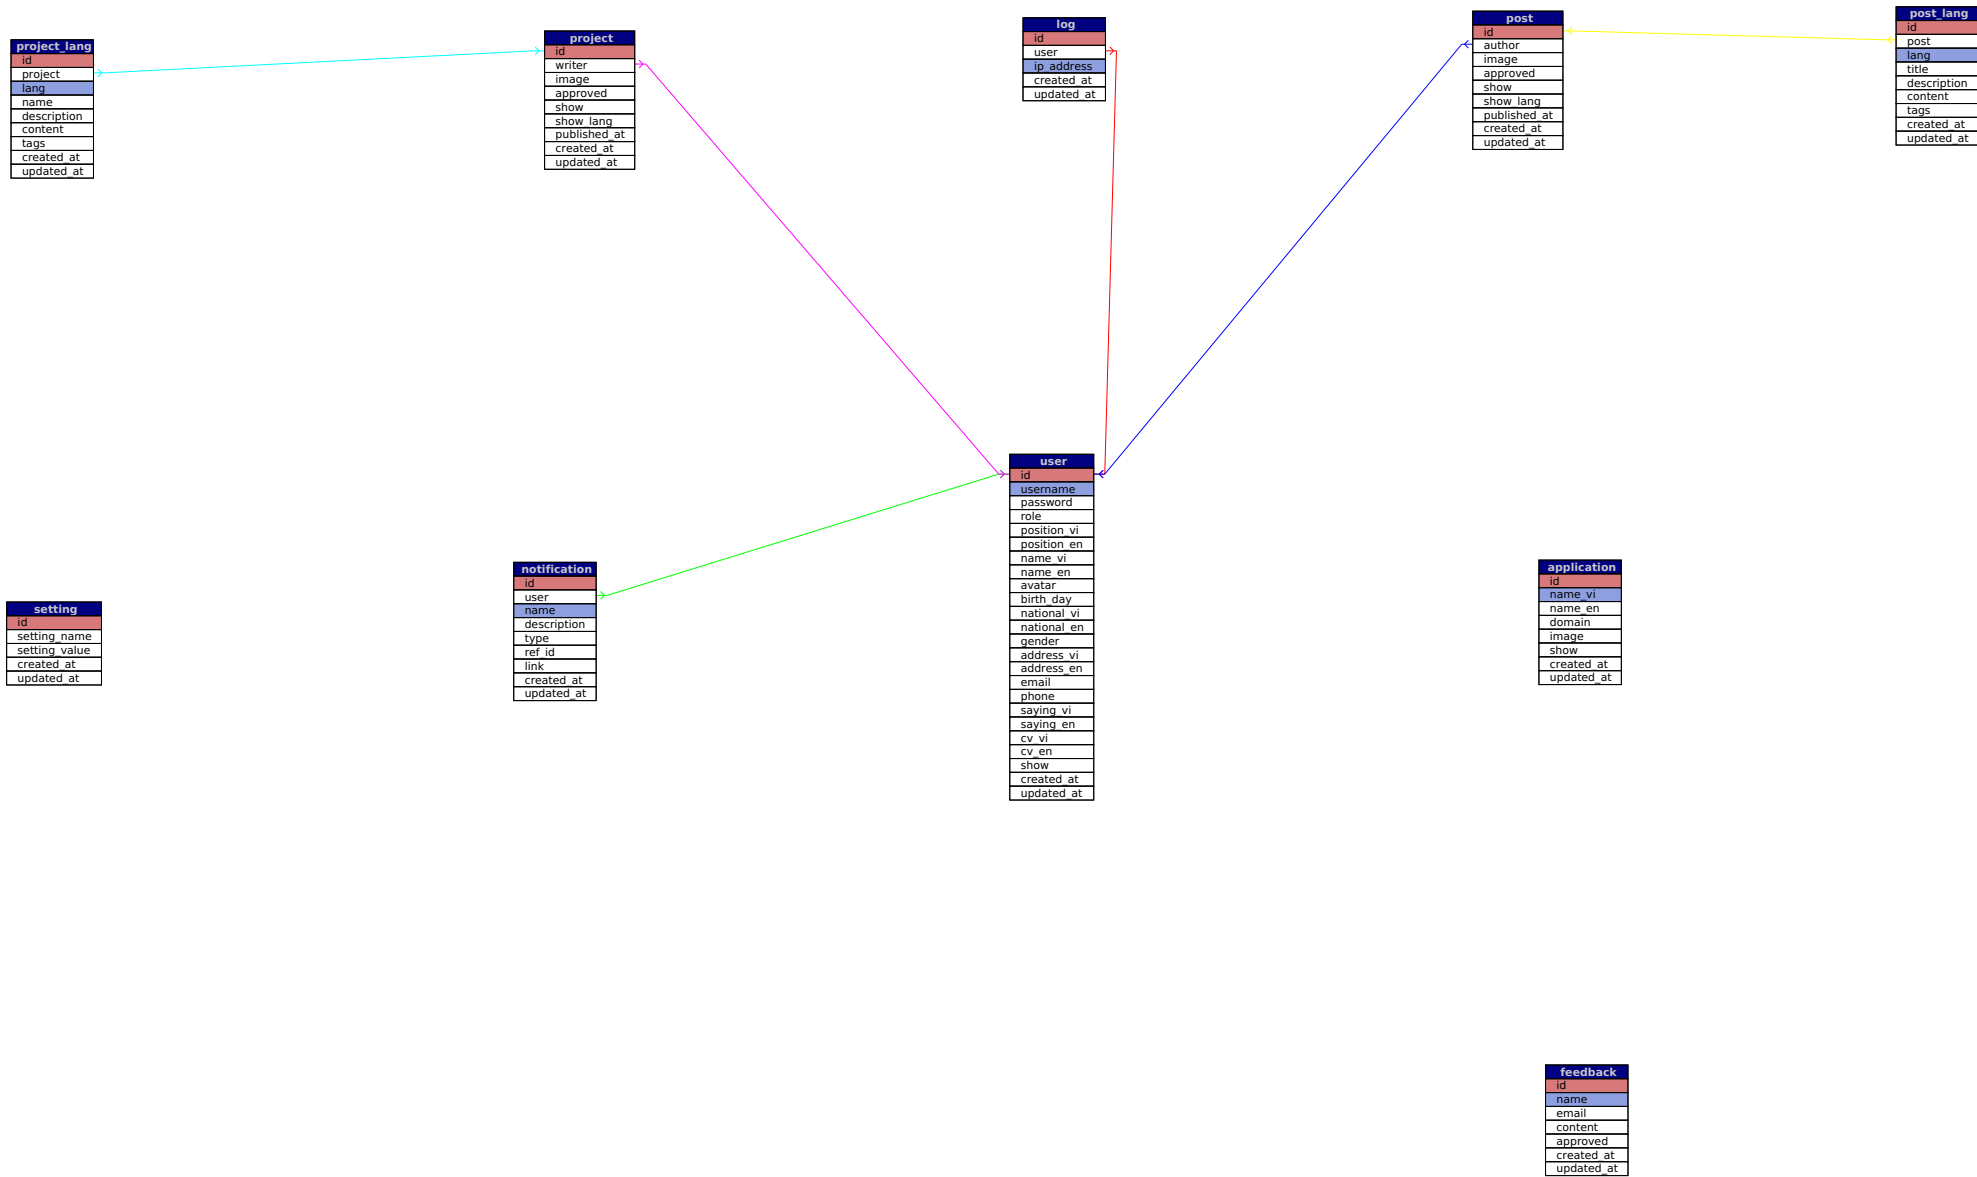 project_lang
id
project
lang
name
description
content
tags
created_at
updated_at
project
id
writer
image
approved
show
show_lang
published_at
created_at
updated_at
log
id
user
ip_address
created_at
updated_at
post
id
author
image
approved
show
show_lang
published_at
created_at
updated_at
post_lang
id
post
lang
title
description
content
tags
created_at
updated_at
user
id
username
password
role
position_vi
position_en
name_vi
name_en
avatar
birth_day
national_vi
national_en
gender
address_vi
address_en
email
phone
saying_vi
saying_en
cv_vi
cv_en
show
created_at
updated_at
setting
id
setting_name
setting_value
created_at
updated_at
notification
id
user
name
description
type
ref_id
link
created_at
updated_at
application
id
name_vi
name_en
domain
image
show
created_at
updated_at
feedback
id
name
email
content
approved
created_at
updated_at